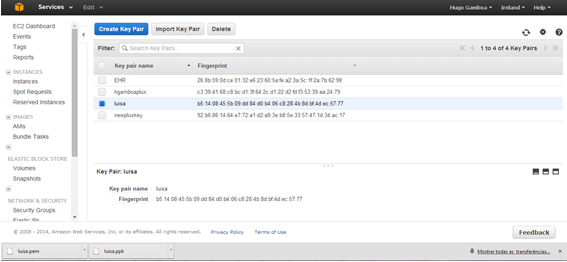 Services Edit Hugo Gamboa Ireland Help
EC2 Dashboard
Events
Tags
Reports
INSTANCES
Instances
Spot Requests
Reserved Instances
IMAGES
AMIs
Bundle Tasks
ELASTIC BLOCK STORE
Volumes
Snapshots
NETWORK & SECURITY
Security Groups
Elastic IPs
Create Key Pair Import Key Pair Delete
Filter: Search Key Pairs... 1 to 4 of 4 Key Pairs
Key pair name Fingerprint
EHR 26:8b:59:0d:ce:01:32:e6:23:60:5a:fe:a2:3a:5c:1f:2a:7b:62:98
hgamboaplux c3:39:41:68:c8:bc:d1:3f:64:2c:d1:22:d2:fd:f3:53:39:aa:24:79
luisa b5:14:08:45:5b:09:dd:84:d0:b4:06:c8:28:4b:8d:bf:4d:ec:57:77
newpluxkey 92:b6:86:14:64:e7:72:a1:d2:a9:3e:b8:5e:33:57:47:1d:34:ac:17
Key Pair: luisa
Key pair name luisa
Fingerprint b5:14:08:45:5b:09:dd:84:d0:b4:06:c8:28:4b:8d:bf:4d:ec:57:77
© 2008 - 2014, Amazon Web Services, Inc. or its affiliates. All rights reserved. Privacy Policy Terms of Use Feedback
luisa.pem luisa.ppk Mostrar todas as transferências...